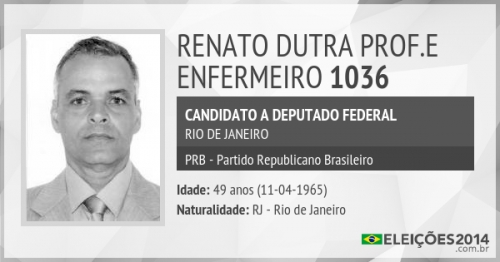 RENATO DUTRA PROF.E
ENFERMEIRO 1036
CANDIDATO A DEPUTADO FEDERAL
RIO DE JANEIRO
PRB - Partido Republicano Brasileiro
Idade: 49 anos (11-04-1965)
Naturalidade: RJ - Rio de Janeiro
ELEIÇÕES2014
.com.br